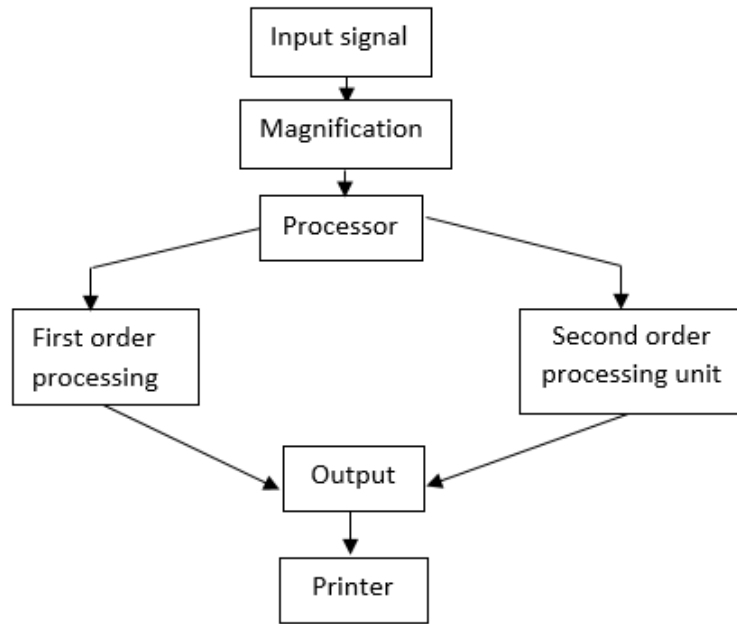 Input signal
Magnification
Processor
First order
processing
Second order
processing unit
Output
Printer